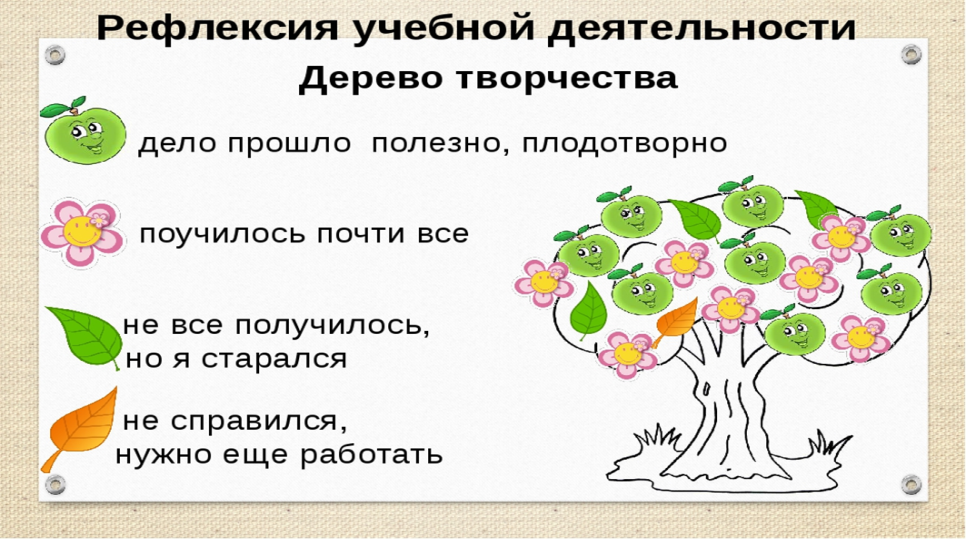 Рефлексия учебной деятельности
Дерево творчества
дело прошло полезно, плодотворно
поучилось почти все
не все получилось,
но я старался
не справился,
нужно еще работать